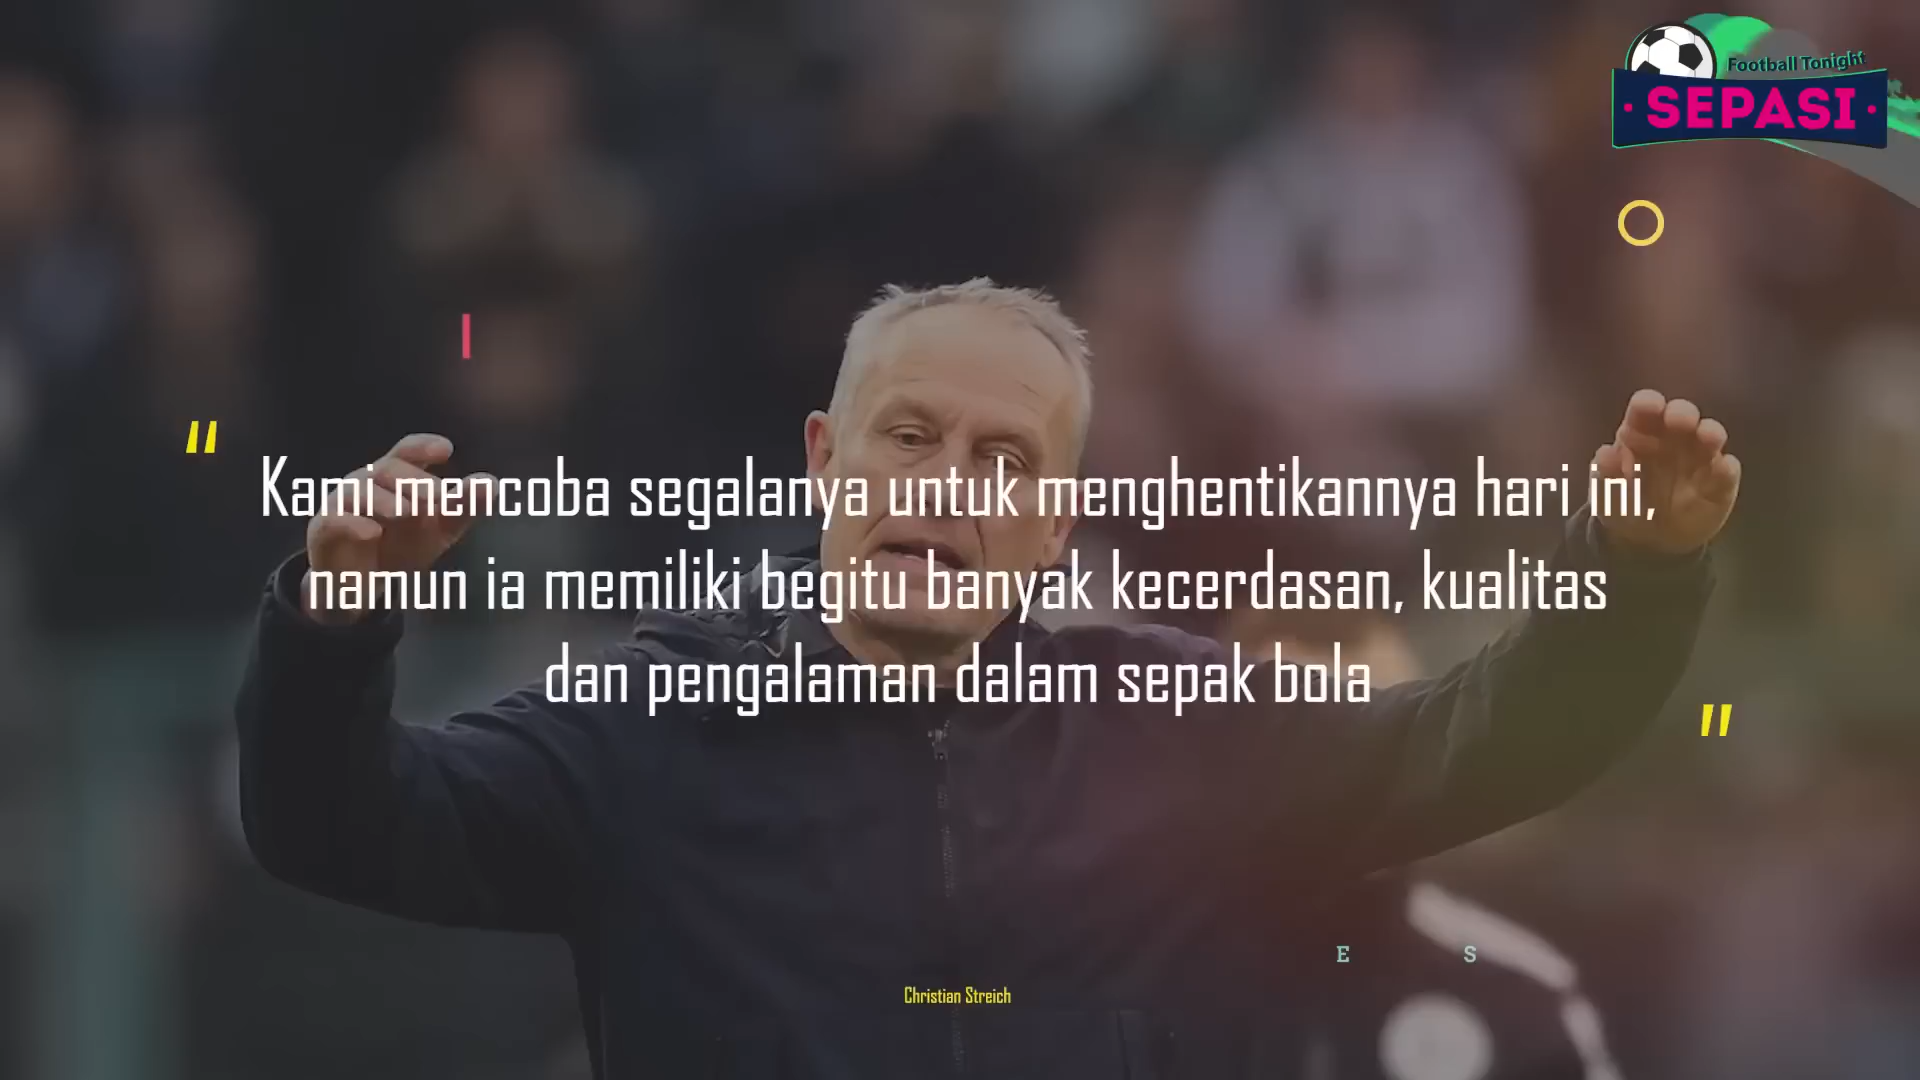 Football Tonight
• SEPASI •
"Kami mencoba segalanya untuk menghentikannya hari ini,
namun ia memiliki begitu banyak kecerdasan, kualitas
dan pengalaman dalam sepak bola"
E S
Christian Streich